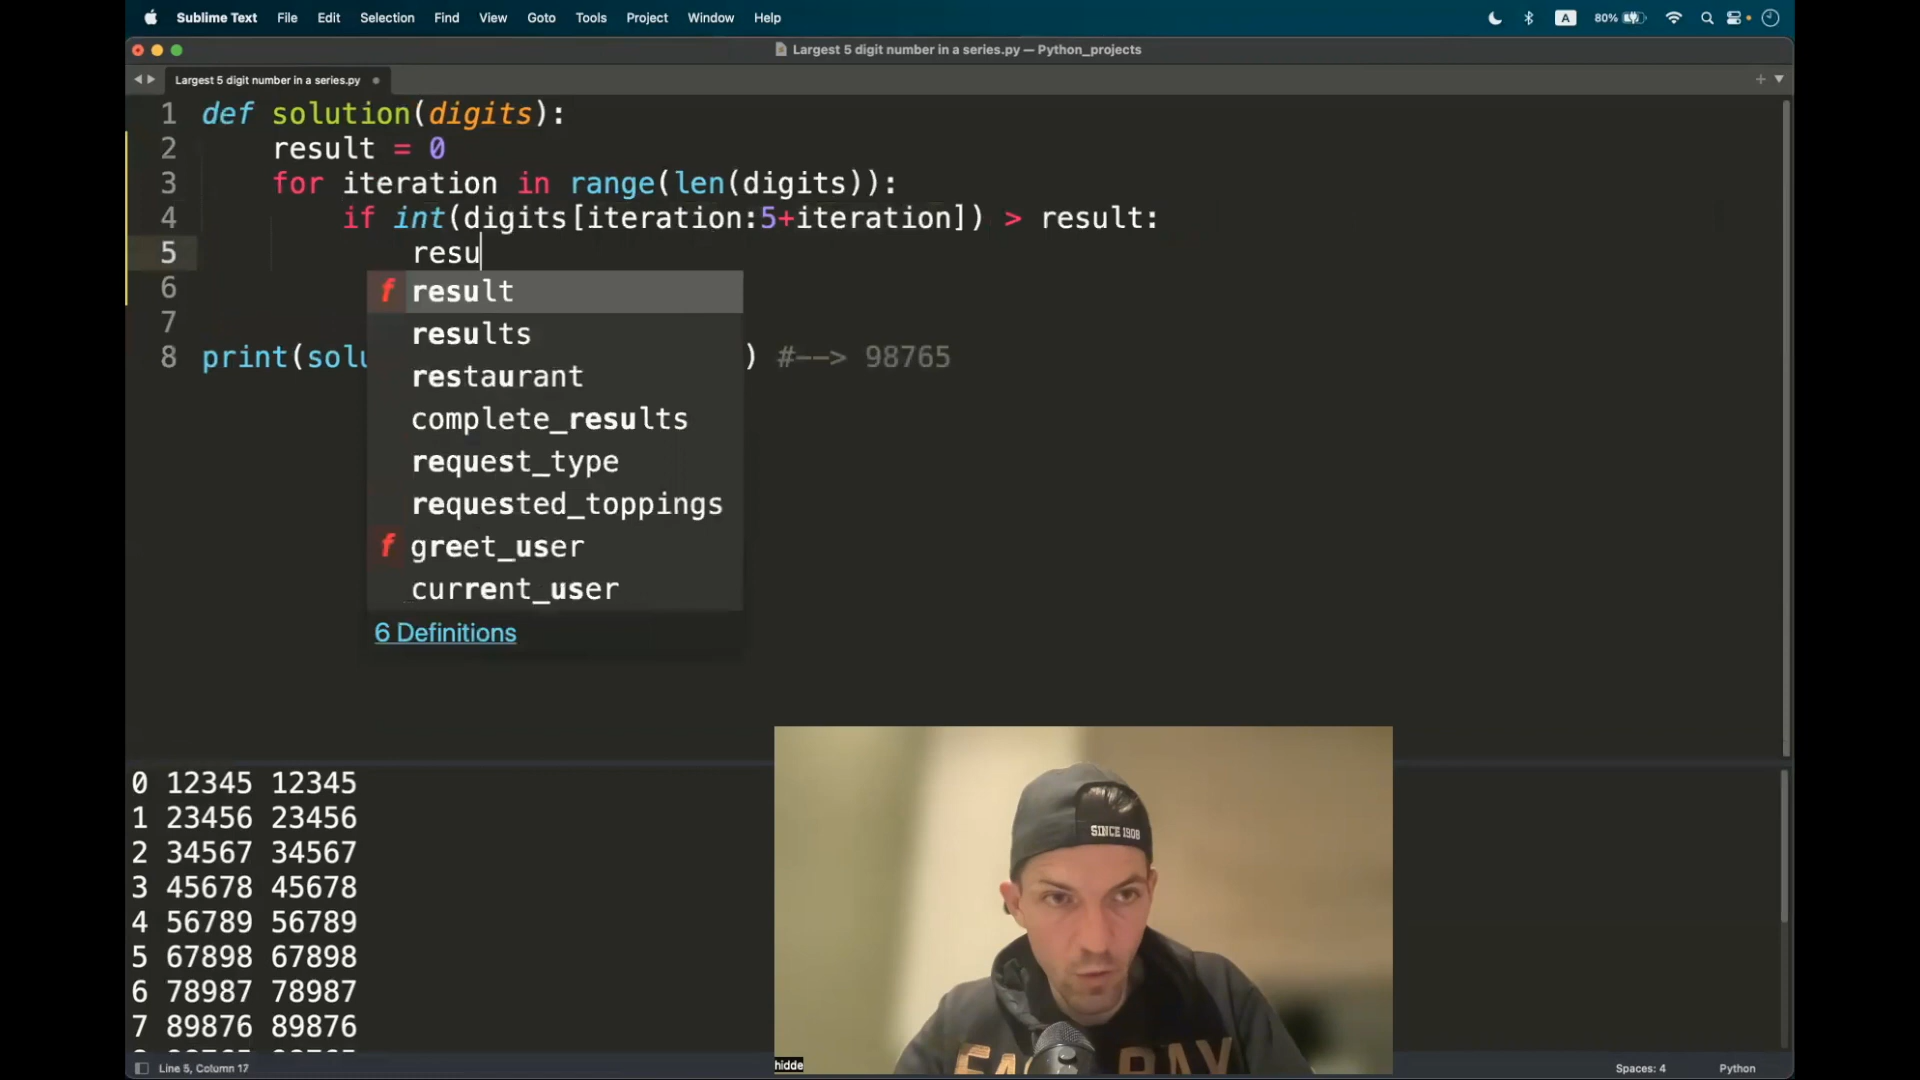 Sublime Text File Edit Selection Find View Goto Tools Project Window Help A 80%
Largest 5 digit number in a series.py — Python_projects
Largest 5 digit number in a series.py
1 def solution(digits):
2 result = 0
3 for iteration in range(len(digits)):
4 if int(digits[iteration:5+iteration]) > result:
5 resu
6 f result
results
7
8 print(solu ) #--> 98765
restaurant
complete_results
request_type
requested_toppings
f greet_user
current_user
6 Definitions
0 12345 12345
1 23456 23456
2 34567 34567
3 45678 45678
4 56789 56789
5 67898 67898
6 78987 78987
7 89876 89876
SINCE 1908
hidde
Line 5, Column 17 Spaces: 4 Python